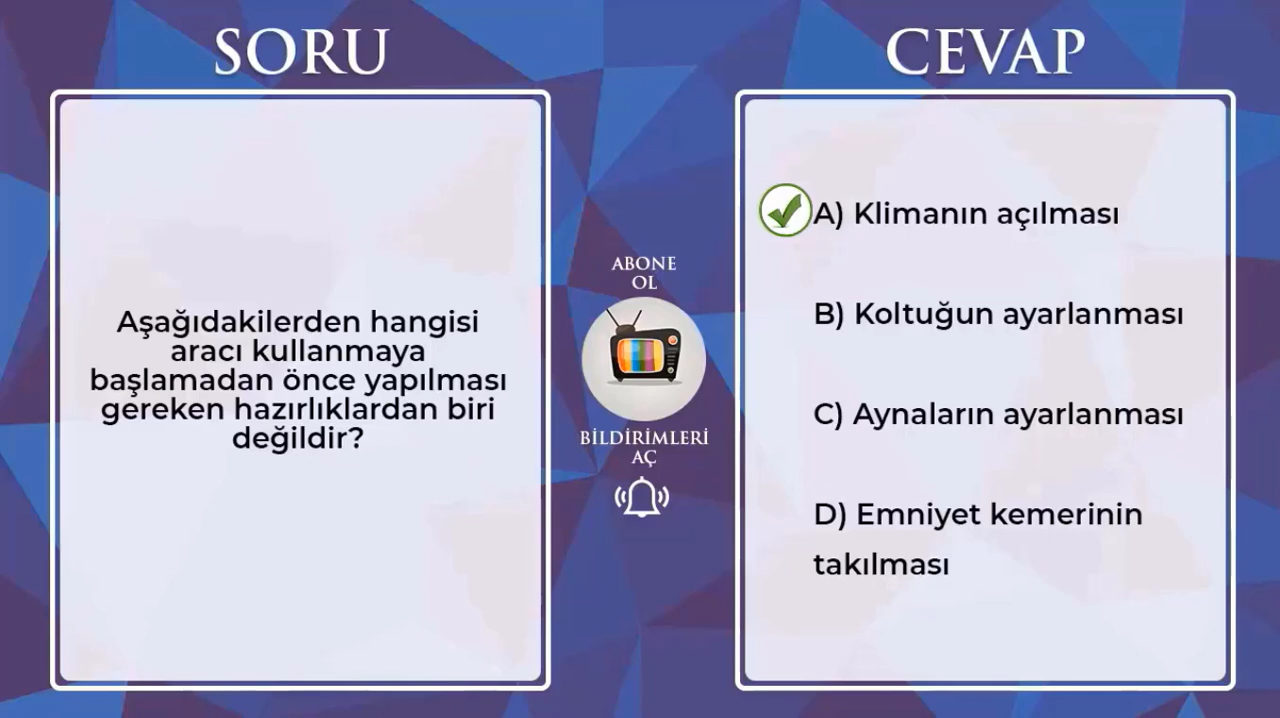 SORU
Aşağıdakilerden hangisi
aracı kullanmaya
başlamadan önce yapılması
gereken hazırlıklardan biri
değildir?
ABONE
OL
BİLDİRİMLERİ
AÇ
CEVAP
A) Klimanın açılması
B) Koltuğun ayarlanması
C) Aynaların ayarlanması
D) Emniyet kemerinin
takılması